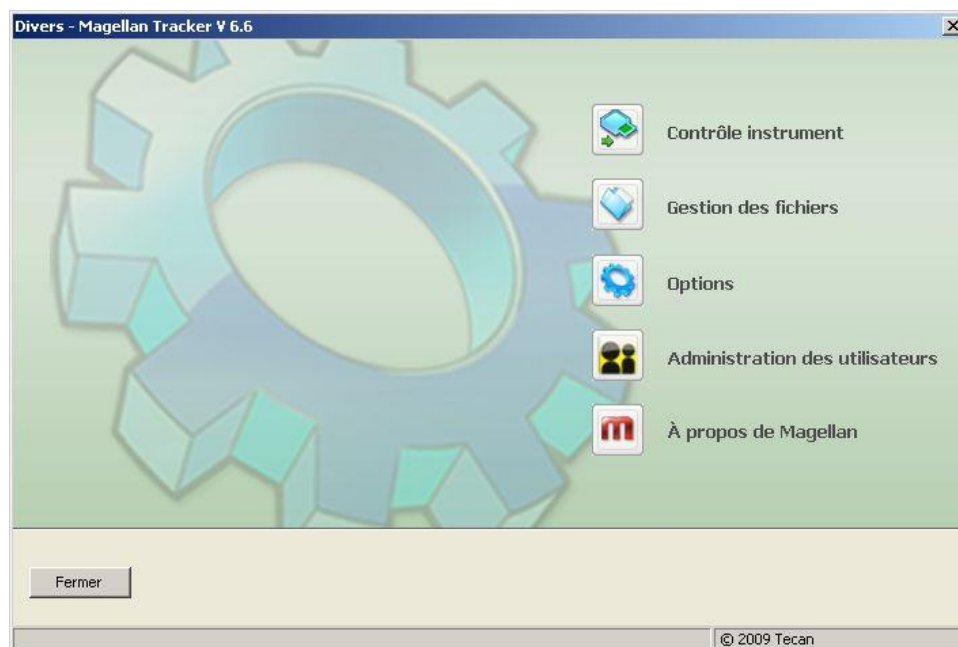 Divers - Magellan Tracker V 6.6
Contrôle instrument
Gestion des fichiers
Options
Administration des utilisateurs
m
À propos de Magellan
Fermer
© 2009 Tecan